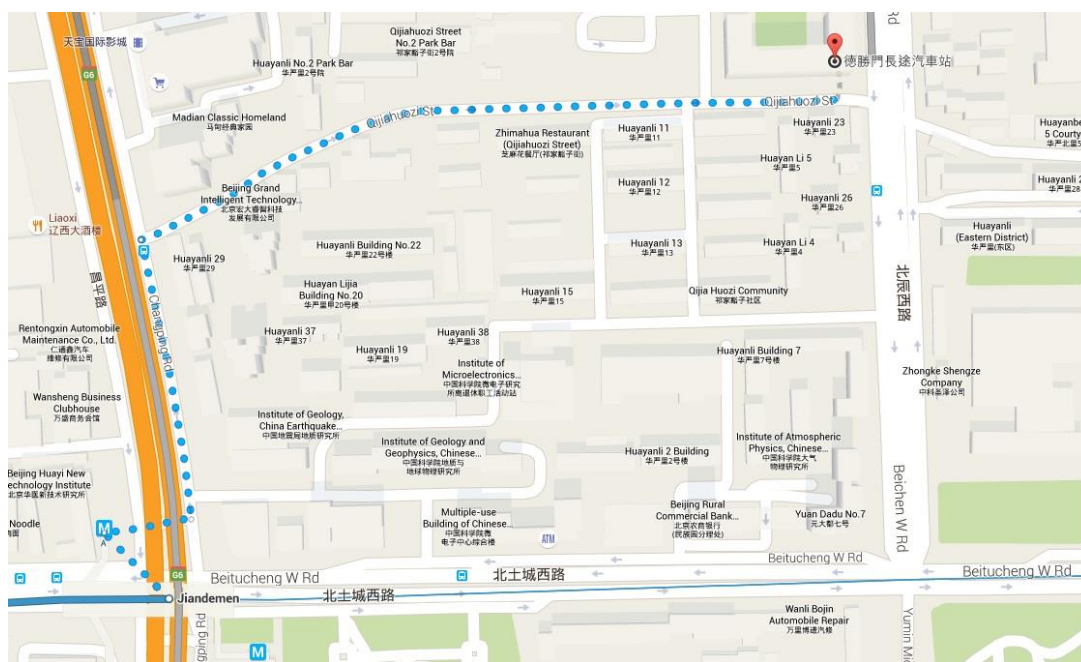 天宝国际影城
G6
Huayanli No.2 Park Bar
华严里2号院
Qijiahuozi Street
No.2 Park Bar
祁家豁子街2号院
Rd
德勝門長途汽車站
Madian Classic Homeland
马甸经典家园
Qijiahuozi St
Qijiahuozi St
Zhimahua Restaurant
(Qijiahuozi Street)
芝麻花餐厅(祁家豁子街)
Huayanli 11
华严里11
Huayanli 23
华严里23
Huayanbe
5 Courty
Huayan Li 5
华严里5
Huayanli 12
华严里12
Huayanli 2
华严里28
Huayanli 26
华严里26
Beijing Grand
Intelligent Technology...
北京宏大睿智科技
发展有限公司
Liaoxi
辽西大酒楼
Huayanli Building No.22
华严里22号楼
Huayanli 13
华严里13
Huayan Li 4
华严里4
Huayanli
(Eastern District)
华严里(东区)
Huayanli 29
华严里29
昌平路
Changping Rd
Huayan Lijia
Building No.20
华严里甲20号楼
Huayanli 15
华严里15
Qijia Huozi Community
祁家豁子社区
北辰西路
Rentongxin Automobile
Maintenance Co., Ltd.
仁通鑫汽车
维修有限公司
Huayanli 37
华严里37
Huayanli 38
华严里38
Huayanli 19
华严里19
Huayanli Building 7
华严里7号楼
Institute of
Microelectronics...
中国科学院微电子研究
所离退休职工活动站
Zhongke Shengze
Company
中科圣泽公司
Wansheng Business
Clubhouse
万盛商务会馆
Institute of Geology,
China Earthquake...
中国地震局地质研究所
Institute of Geology and
Geophysics, Chinese...
中国科学院地质与
地球物理研究所
Huayanli 2 Building
华严里2号楼
Institute of Atmospheric
Physics, Chinese...
中国科学院大气
物理研究所
Beijing Huayi New
echnology Institute
北京华医新技术研究所
Beichen W Rd
Noodle
M
A
Multiple-use
Building of Chinese...
中国科学院微
电子中心综合楼
ATM
Beijing Rural
Commercial Bank...
北京农商银行
(民族园分理处)
Yuan Dadu No.7
元大都七号
Beitucheng W Rd
G6
Beitucheng W Rd
北土城西路
Beitucheng W Rd
Jiandemen
北土城西路
Wanli Bojin
Automobile Repair
万里博进汽修
gping Rd
M
Yumin Mi